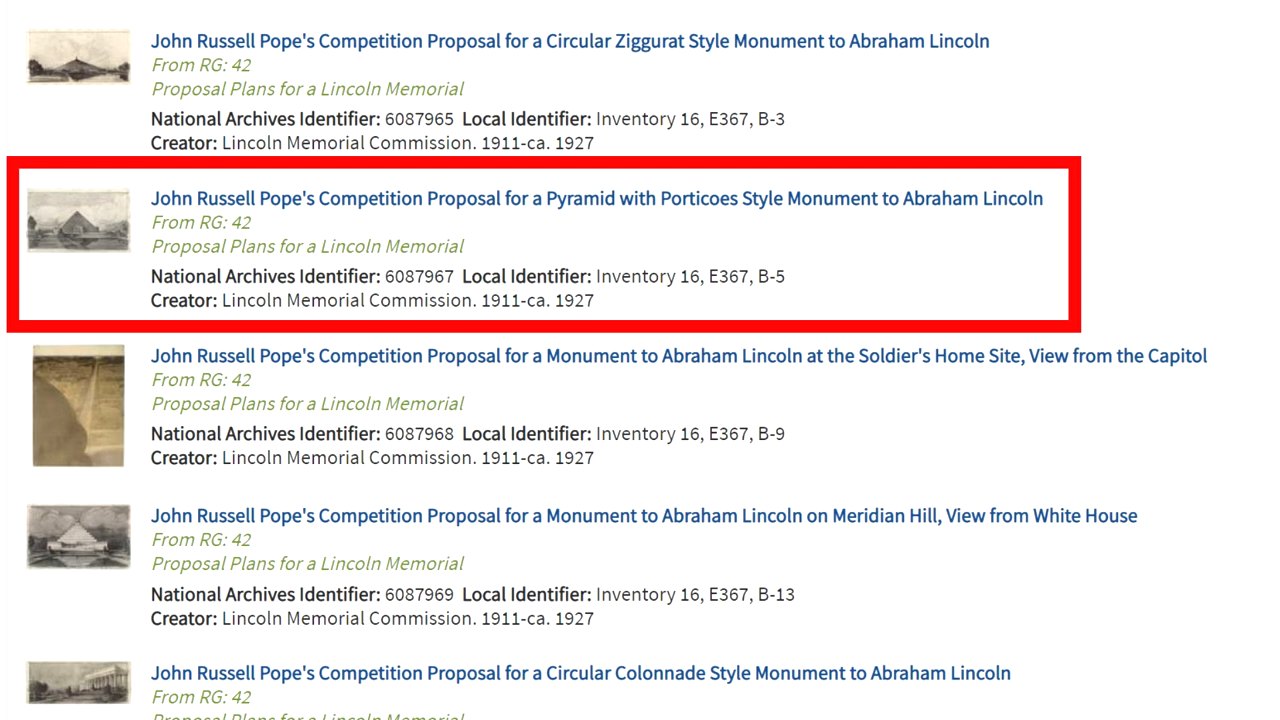 John Russell Pope's Competition Proposal for a Circular Ziggurat Style Monument to Abraham Lincoln
From RG: 42
Proposal Plans for a Lincoln Memorial
National Archives Identifier: 6087965 Local Identifier: Inventory 16, E367, B-3
Creator: Lincoln Memorial Commission. 1911-ca. 1927
John Russell Pope's Competition Proposal for a Pyramid with Porticoes Style Monument to Abraham Lincoln
From RG: 42
Proposal Plans for a Lincoln Memorial
National Archives Identifier: 6087967 Local Identifier: Inventory 16, E367, B-5
Creator: Lincoln Memorial Commission. 1911-ca. 1927
John Russell Pope's Competition Proposal for a Monument to Abraham Lincoln at the Soldier's Home Site, View from the Capitol
From RG: 42
Proposal Plans for a Lincoln Memorial
National Archives Identifier: 6087968 Local Identifier: Inventory 16, E367, B-9
Creator: Lincoln Memorial Commission. 1911-ca. 1927
John Russell Pope's Competition Proposal for a Monument to Abraham Lincoln on Meridian Hill, View from White House
From RG: 42
Proposal Plans for a Lincoln Memorial
National Archives Identifier: 6087969 Local Identifier: Inventory 16, E367, B-13
Creator: Lincoln Memorial Commission. 1911-ca. 1927
John Russell Pope's Competition Proposal for a Circular Colonnade Style Monument to Abraham Lincoln
From RG: 42
Proposal Plans for a Lincoln Memorial